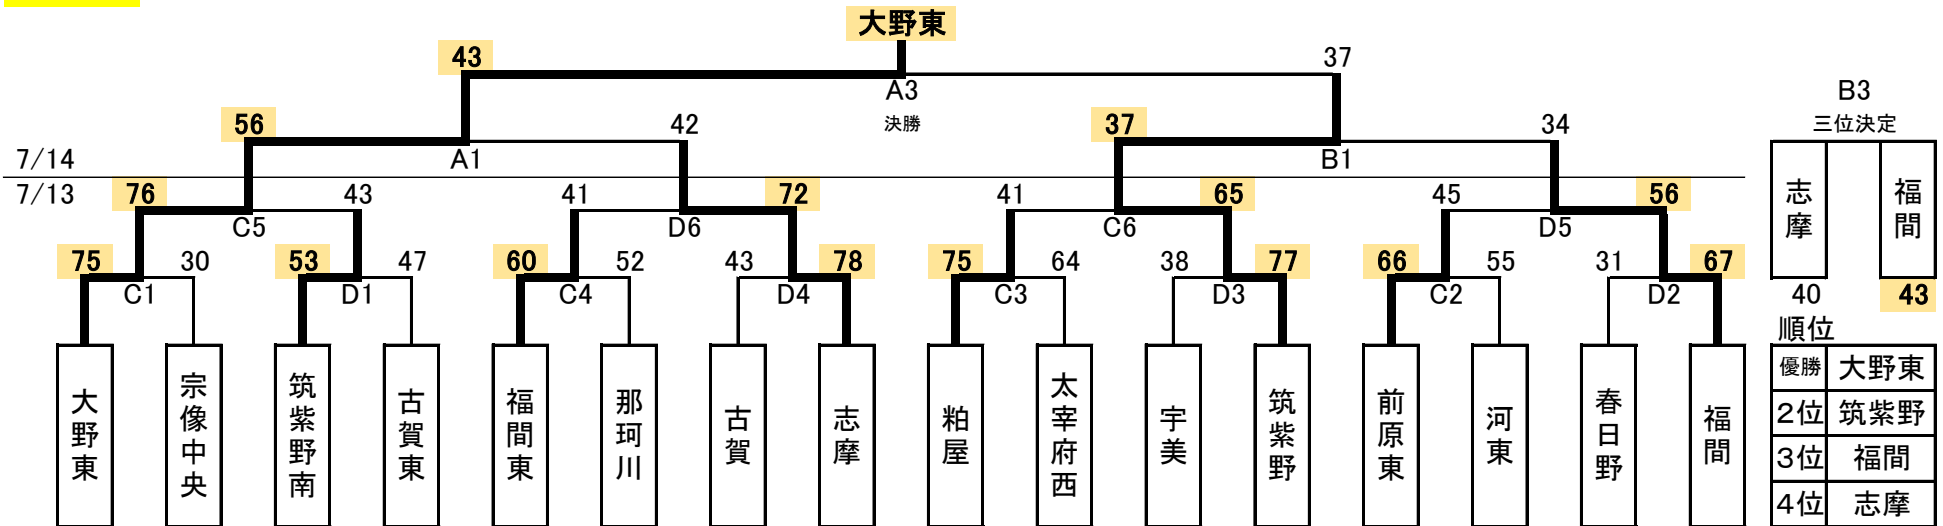 大野東
43 37
A3
決勝
B3
三位決定
56 42 37 34
A1 B1
7/14
7/13
76 43 41 72 41 65 45 56
C5 D6 C6 D5
志摩 福間
75 30 53 47 60 52 43 78 75 64 38 77 66 55 31 67
C1 D1 C4 D4 C3 D3 C2 D2
40 43
大野東
宗像中央
筑紫野南
古賀東
福間東
那珂川
古賀
志摩
粕屋
太宰府西
宇美
筑紫野
前原東
河東
春日野
福間
順位
優勝 大野東
2位 筑紫野
3位 福間
4位 志摩